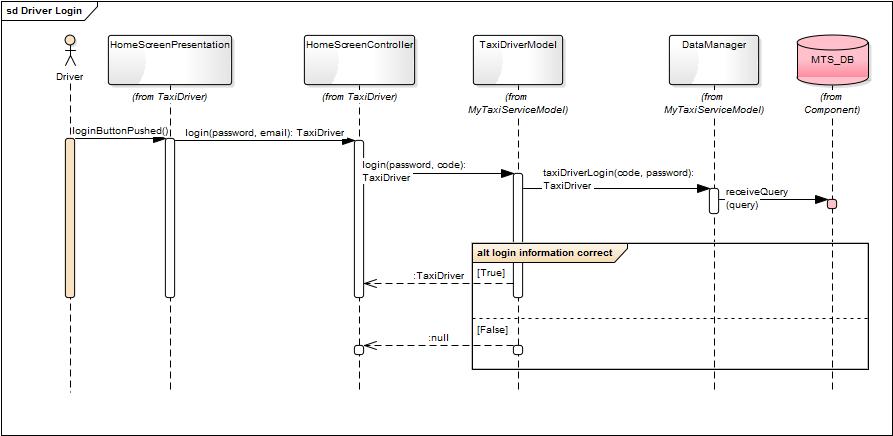 sd Driver Login
HomeScreenPresentation
HomeScreenController
TaxiDriverModel
DataManager
MTS_DB
Driver
(from TaxiDriver)
(from TaxiDriver)
(from
MyTaxiServiceModel)
(from
MyTaxiServiceModel)
(from
Component)
loginButtonPushed()
login(password, email): TaxiDriver
login(password, code):
TaxiDriver
taxiDriverLogin(code, password):
TaxiDriver
receiveQuery
(query)
alt login information correct
:TaxiDriver
[True]
[False]
:null